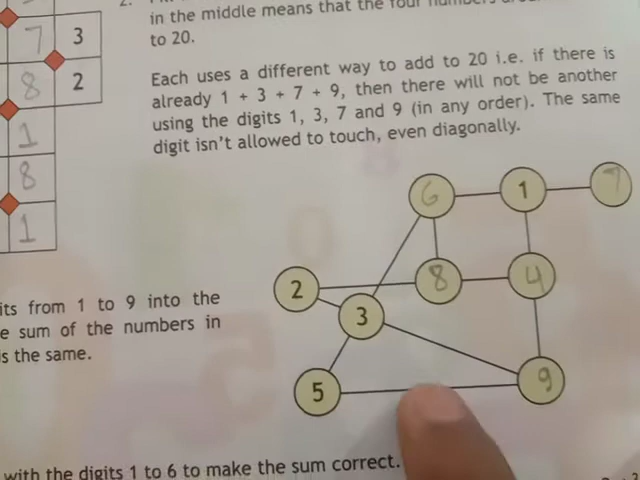 in the middle means that the four
to 20.
Each uses a different way to add to 20 i.e. if there is
already 1 + 3 + 7 + 9, then there will not be another
using the digits 1, 3, 7 and 9 (in any order). The same
digit isn't allowed to touch, even diagonally.
7 3
8 2
1
8
1
6 1 7
2 8 4
3
5 9
its from 1 to 9 into the
e sum of the numbers in
s the same.
with the digits 1 to 6 to make the sum correct.